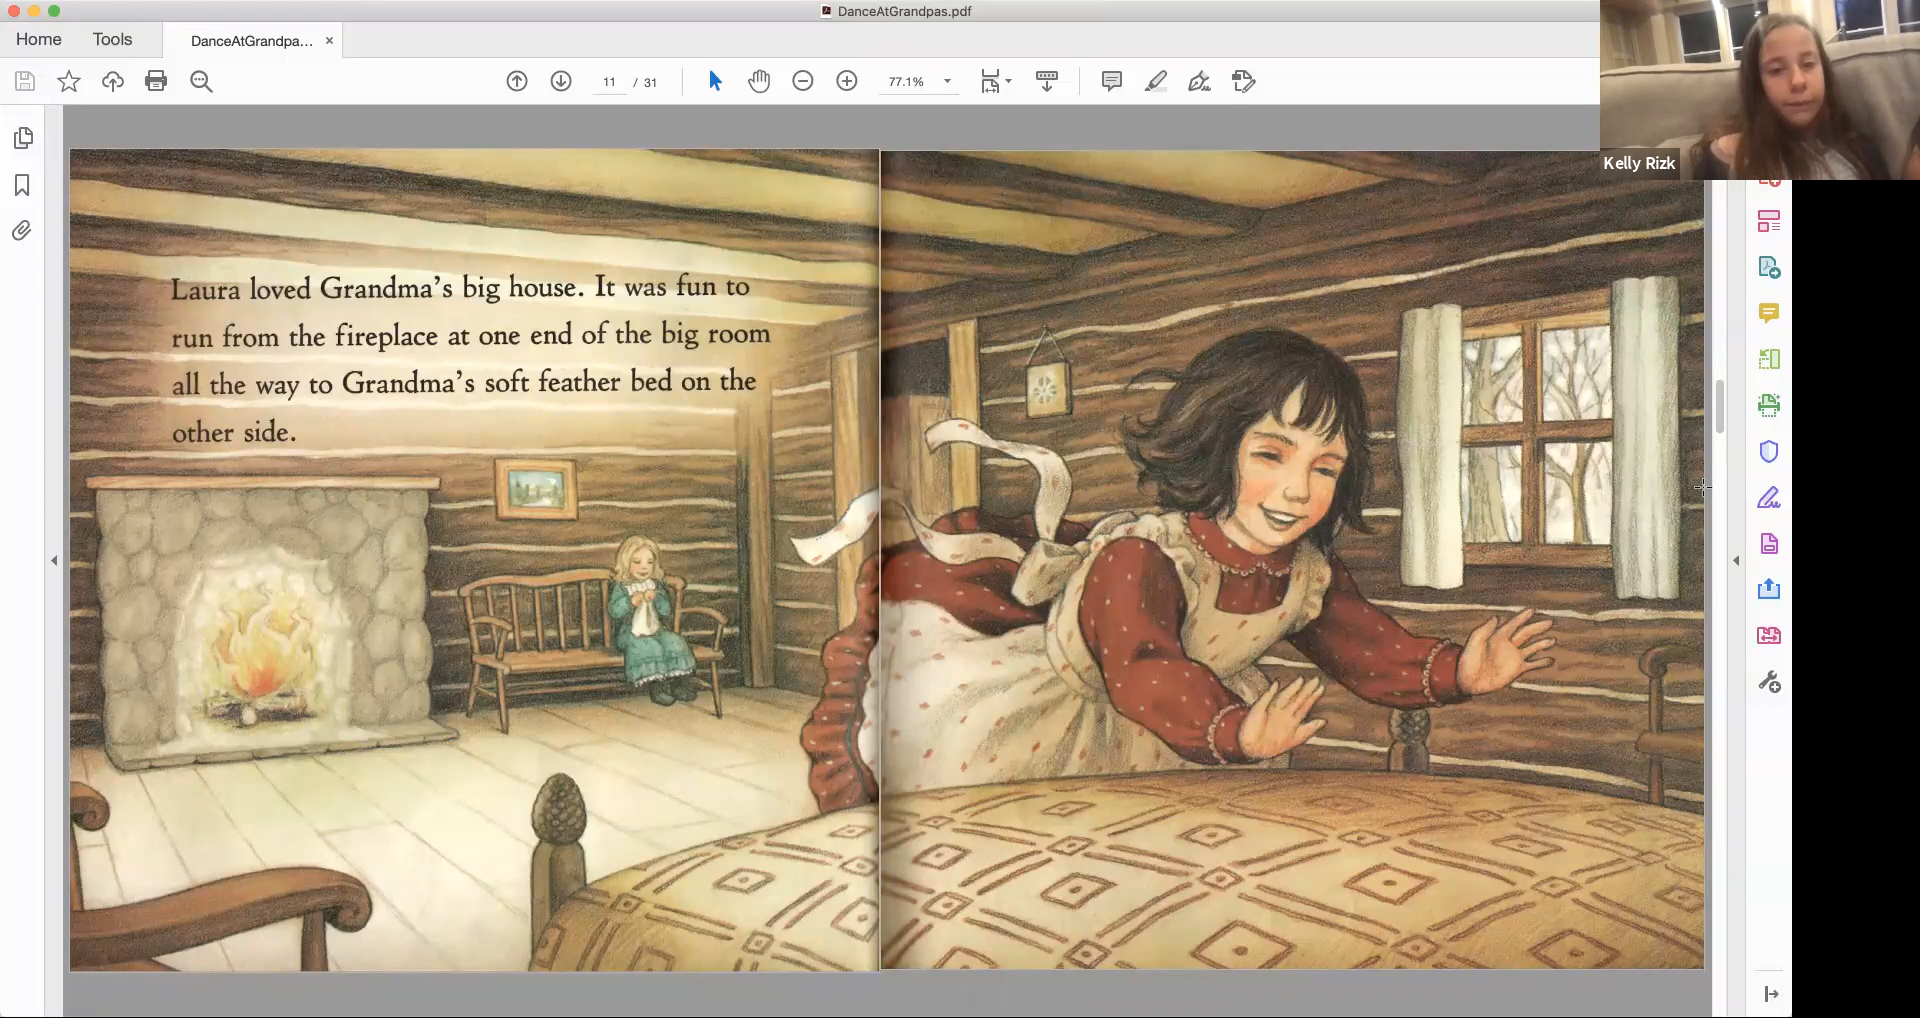 DanceAtGrandpas.pdf
Home
Tools
DanceAtGrandpa...
11 / 31
77.1%
Kelly Rizk
Laura loved Grandma's big house. It was fun to
run from the fireplace at one end of the big room
all the way to Grandma's soft feather bed on the
other side.